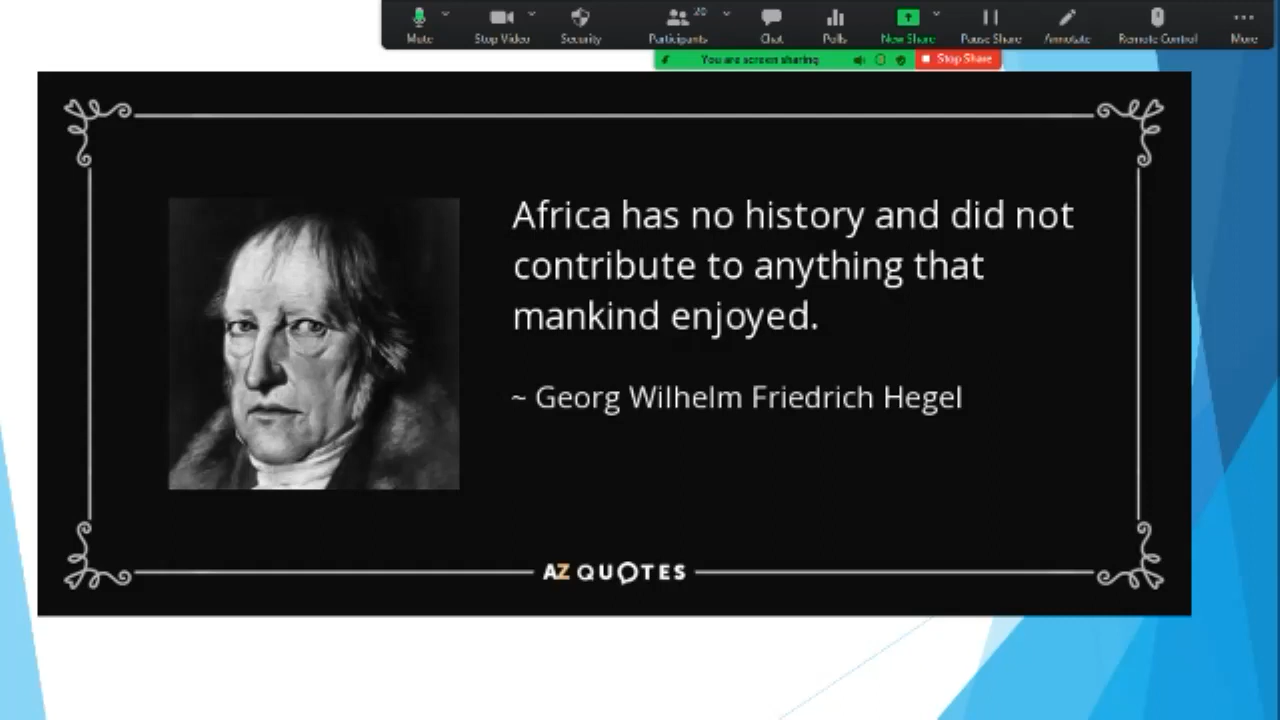 Mute
Stop Video
Security
Participants
20
Chat
Polls
New Share
Pause Share
Annotate
Remote Control
More
You are screen sharing
Stop Share
Africa has no history and did not
contribute to anything that
mankind enjoyed.
~ Georg Wilhelm Friedrich Hegel
AZ QUOTES